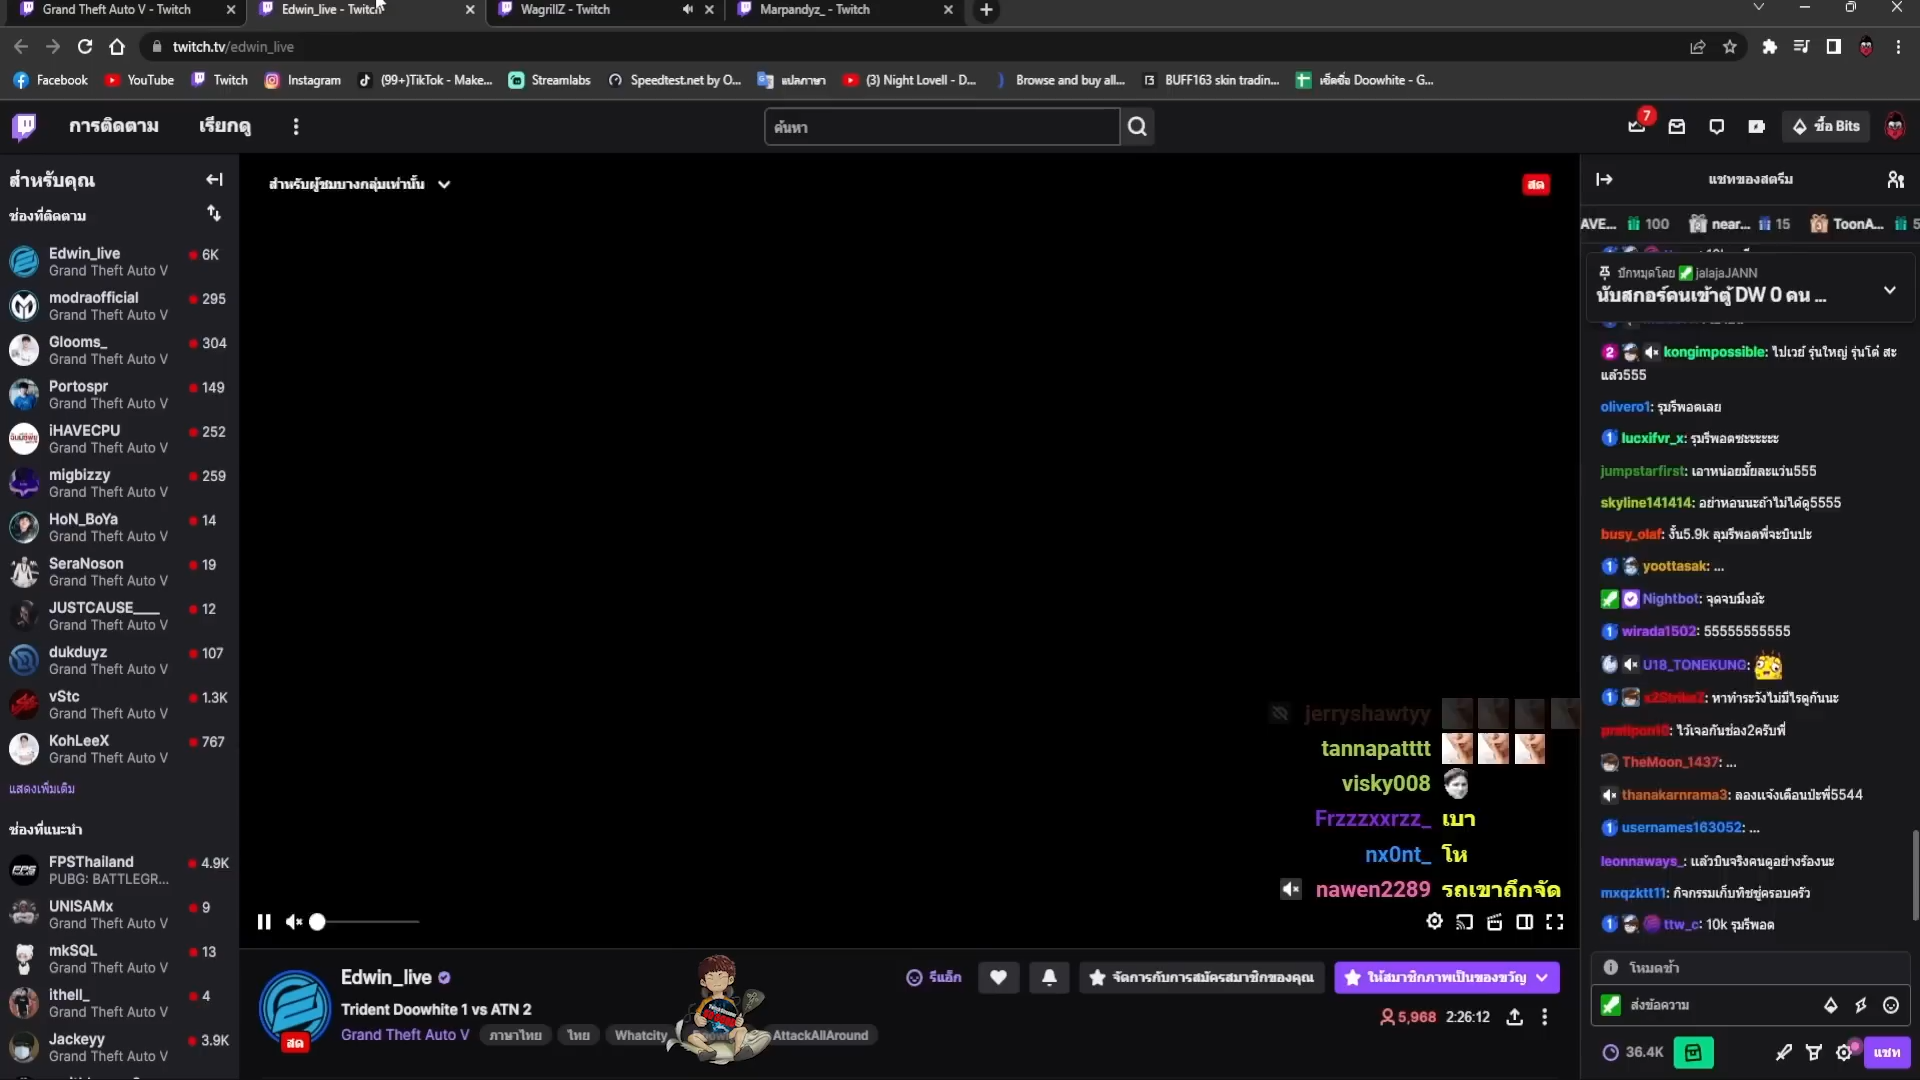 Grand Theft Auto V - Twitch
Edwin_live - Twitch
WagrillZ - Twitch
Marpandyz_ - Twitch
twitch.tv/edwin_live
Facebook
YouTube
Twitch
Instagram
(99+)TikTok - Make...
Streamlabs
Speedtest.net by O...
แปลภาษา
(3) Night Lovell - D...
Browse and buy all...
BUFF163 skin tradin...
เช็คชื่อ Doowhite - G...
การติดตาม
เรียกดู
ค้นหา
7
ซื้อ Bits
สำหรับคุณ
ช่องที่ติดตาม
Edwin_live 6K
Grand Theft Auto V
modraofficial 295
Grand Theft Auto V
Glooms_ 304
Grand Theft Auto V
Portospr 149
Grand Theft Auto V
iHAVECPU 252
Grand Theft Auto V
migbizzy 259
Grand Theft Auto V
HoN_BoYa 14
Grand Theft Auto V
SeraNoson 19
Grand Theft Auto V
JUSTCAUSE____ 12
Grand Theft Auto V
dukduyz 107
Grand Theft Auto V
vStc 1.3K
Grand Theft Auto V
KohLeeX 767
Grand Theft Auto V
แสดงเพิ่มเติม
ช่องที่แนะนำ
FPSThailand 4.9K
PUBG: BATTLEGR...
UNISAMx 9
Grand Theft Auto V
mkSQL 13
Grand Theft Auto V
ithell_ 4
Grand Theft Auto V
Jackeyy 3.9K
Grand Theft Auto V
สำหรับผู้ชมบางกลุ่มเท่านั้น
สด
jerryshawtyy
tannapatttt
visky008
Frzzzxxrzz_ เบา
nx0nt_ โห
nawen2289 รถเขาถึกจัด
Edwin_live
Trident Doowhite 1 vs ATN 2
Grand Theft Auto V ภาษาไทย ไทย Whatcity AttackAllAround
สด
รีแอ็ก
จัดการกับการสมัครสมาชิกของคุณ
ให้สมาชิกภาพเป็นของขวัญ
5,968 2:26:12
แชทของสตรีม
AVE... 100 near... 15 ToonA... 5
ปักหมุดโดย jalajaJANN
นับสกอร์คนเข้าตู้ DW 0 คน ...
kongimpossible: ไปเวย์ รุ่นใหญ่ รุ่นโด๋ สะ
แล้ว555
olivero1: รุมรีพอตเลย
lucxifvr_x: รุมรีพอตซะะะะะ
jumpstarfirst: เอาหน่อยมั้ยละแว่น555
skyline141414: อย่าหอนนะถ้าไม่ได้ดู5555
busy_olaf: งั้น5.9k ลุมรีพอตพี่จะบินปะ
yoottasak: ...
Nightbot: จุดจบมึงอ้ะ
wirada1502: 55555555555
U18_TONEKUNG:
x2StrikeZ: หาทำระวังไม่มีไรดูกันนะ
: ไว้เจอกันช่อง2ครับพี่
TheMoon_1437: ...
thanakarnrama3: ลองแจ้งเตือนป่ะพี่5544
usernames163052: ...
leonnaways_: แล้วบินจริงคนดูอย่างร้องนะ
mxqzktt11: กิจกรรมเก็บทิชชู่ครอบครัว
ttw_c: 10k รุมรีพอต
โหมดช้า
ส่งข้อความ
36.4K
แชท